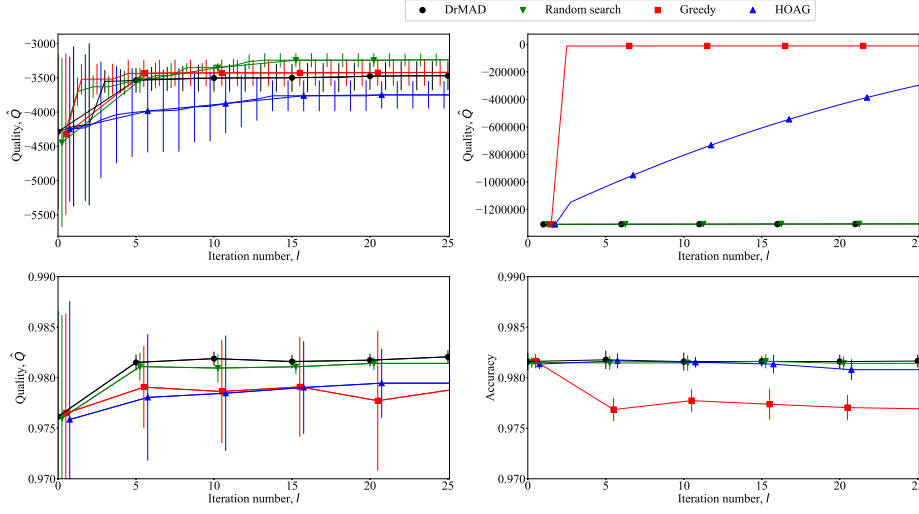 DrMAD Random search Greedy HOAG
−3000
−3500
−4000
−4500
−5000
−5500
Quality, Q̂
0 5 10 15 20 25
Iteration number, l
0
−200000
−400000
−600000
−800000
−1000000
−1200000
Quality, Q̂
0 5 10 15 20 25
Iteration number, l
0.990
0.985
0.980
0.975
0.970
Quality, Q̂
0 5 10 15 20 25
Iteration number, l
0.990
0.985
0.980
0.975
0.970
Accuracy
0 5 10 15 20 25
Iteration number, l